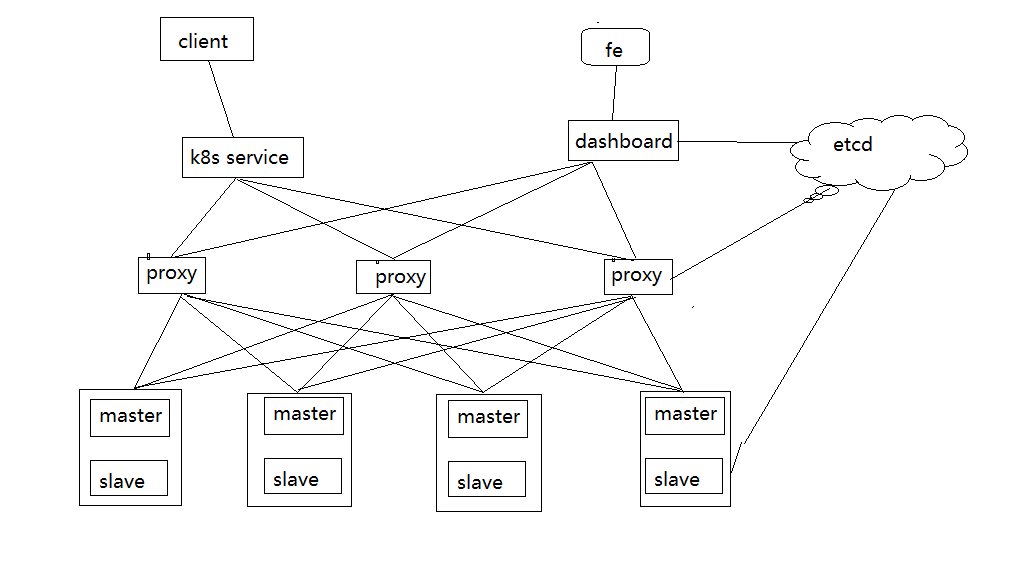 client
fe
k8s service
dashboard
etcd
proxy
proxy
proxy
master
master
master
master
slave
slave
slave
slave